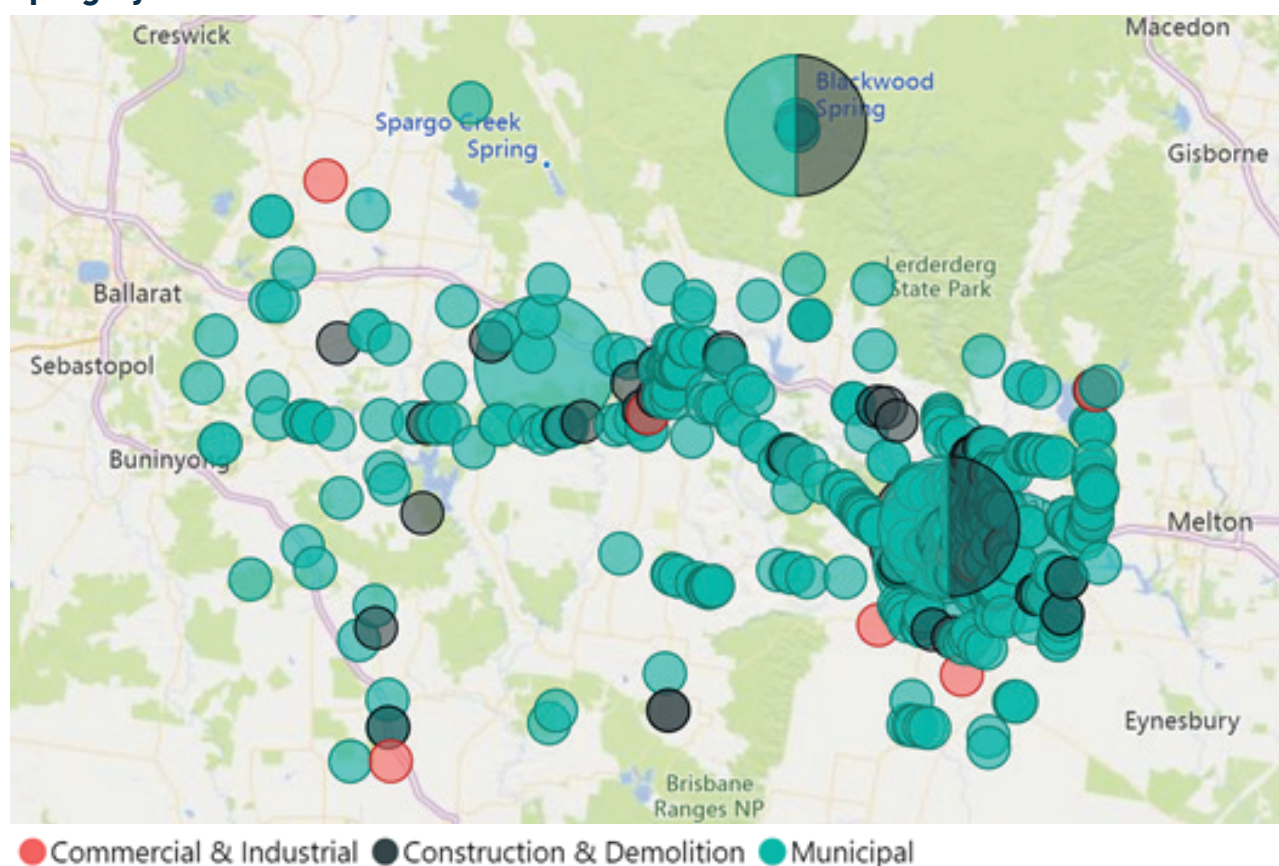 Creswick
Macedon
Blackwood
Spring
Spargo Creek
Spring
Gisborne
Lerderderg
State Park
Ballarat
Sebastopol
Buninyong
Melton
Eynesbury
Brisbane
Ranges NP
Commercial & Industrial Construction & Demolition Municipal